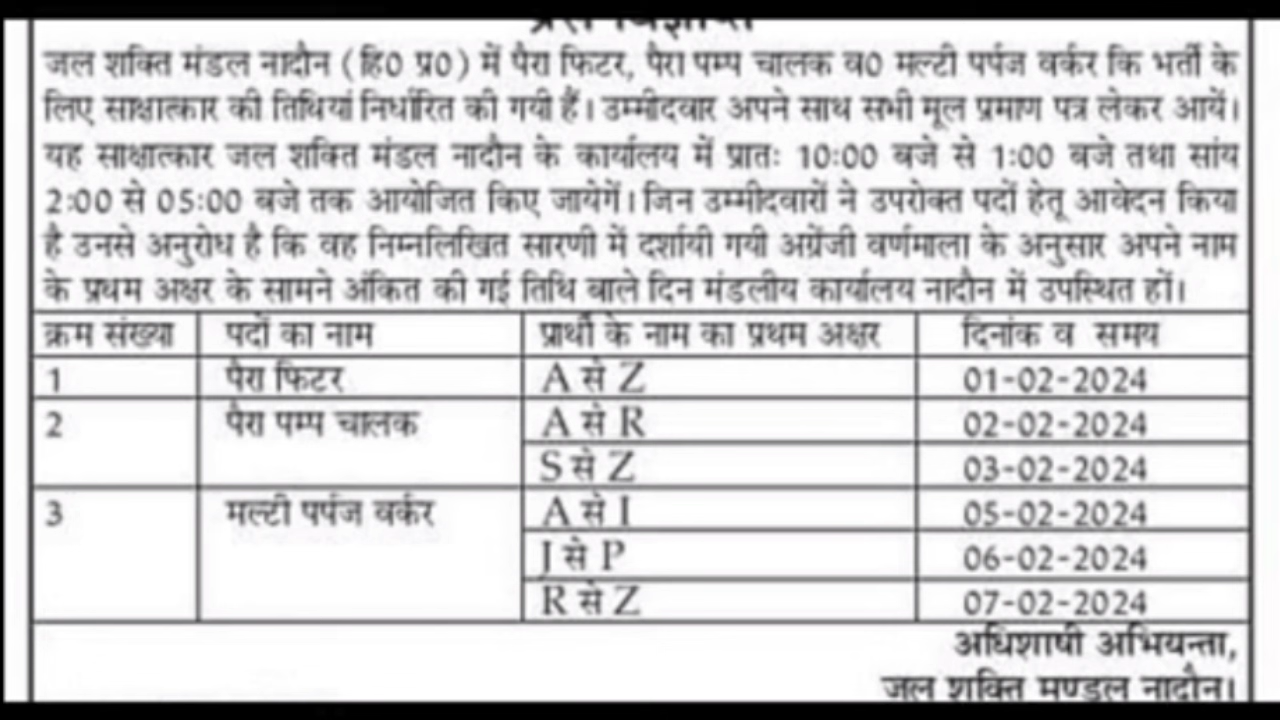 प्रेस विज्ञप्ति
जल शक्ति मंडल नादौन (हि0 प्र0) में पैरा फिटर, पैरा पम्प चालक व0 मल्टी पर्पज वर्कर कि भर्ती के
लिए साक्षात्कार की तिथियां निर्धारित की गयी हैं। उम्मीदवार अपने साथ सभी मूल प्रमाण पत्र लेकर आयें।
यह साक्षात्कार जल शक्ति मंडल नादौन के कार्यालय में प्रातः 10:00 बजे से 1:00 बजे तथा सांय
2:00 से 05:00 बजे तक आयोजित किए जायेगें। जिन उम्मीदवारों ने उपरोक्त पदों हेतू आवेदन किया
है उनसे अनुरोध है कि वह निम्नलिखित सारणी में दर्शायी गयी अग्रेंजी वर्णमाला के अनुसार अपने नाम
के प्रथम अक्षर के सामने अंकित की गई तिथि बाले दिन मंडलीय कार्यालय नादौन में उपस्थित हों।
क्रम संख्या पदों का नाम प्रार्थी के नाम का प्रथम अक्षर दिनांक व समय
1 पैरा फिटर A से Z 01-02-2024
2 पैरा पम्प चालक A से R 02-02-2024
S से Z 03-02-2024
3 मल्टी पर्पज वर्कर A से I 05-02-2024
J से P 06-02-2024
R से Z 07-02-2024
अधिशाषी अभियन्ता,
जल शक्ति मण्डल नादौन।